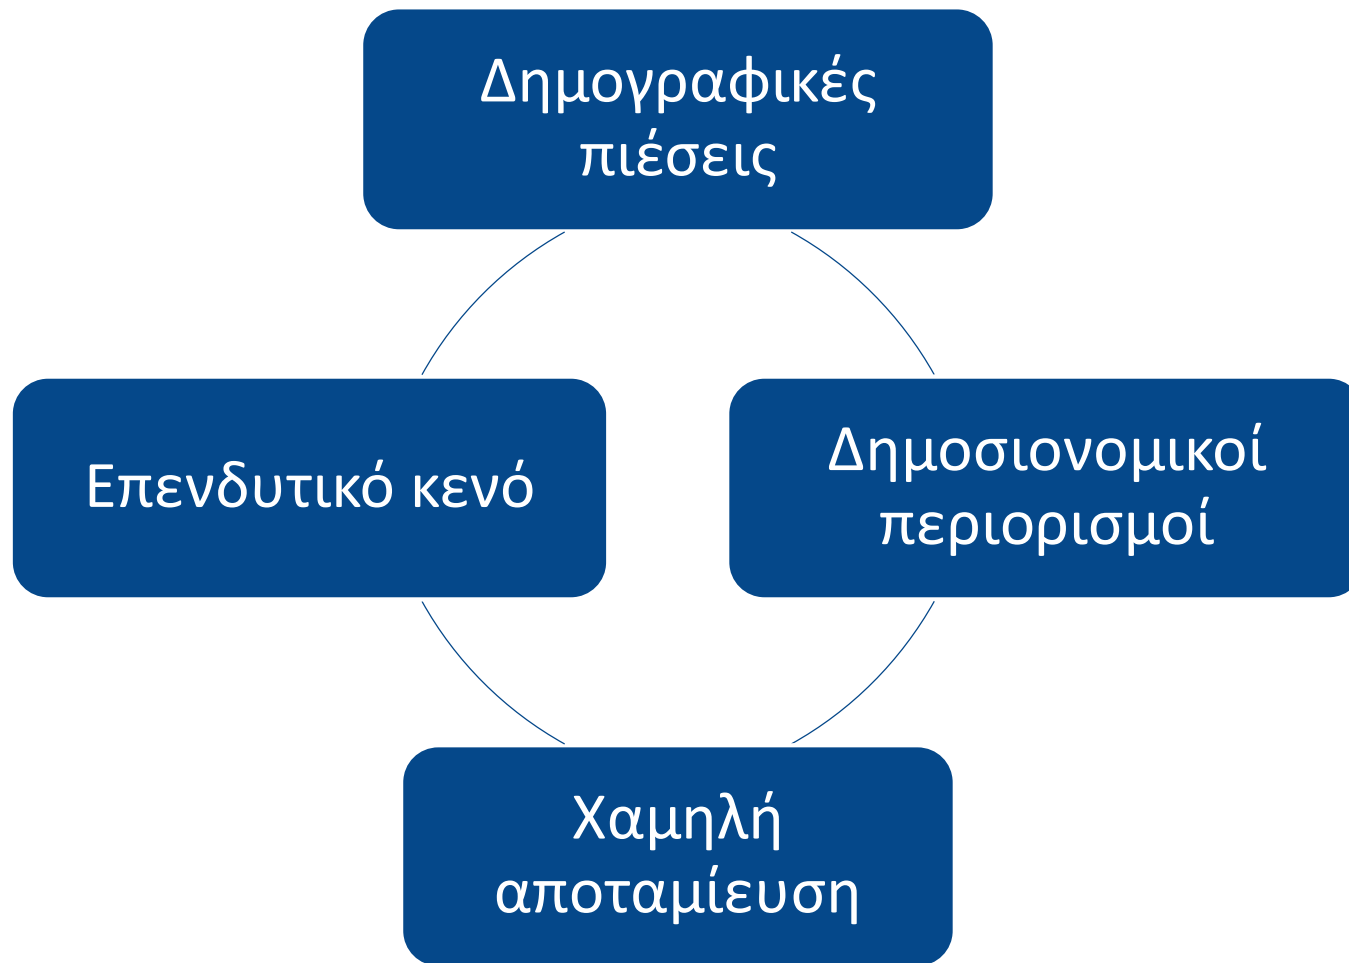 Δημογραφικές
πιέσεις
Επενδυτικό κενό
Δημοσιονομικοί
περιορισμοί
Χαμηλή
αποταμίευση